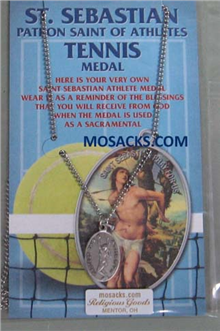 ST. SEBASTIAN
PATRON SAINT OF ATHLETES
TENNIS
MEDAL
HERE IS YOUR VERY OWN
SAINT SEBASTIAN ATHLETE MEDAL
WEAR IT AS A REMINDER OF THE BLESSINGS
THAT YOU WILL RECEIVE FROM GOD
WHEN THE MEDAL IS USED
AS A SACRAMENTAL
MOSACKS.COM
mosacks.com
Religious Goods
MENTOR, OH